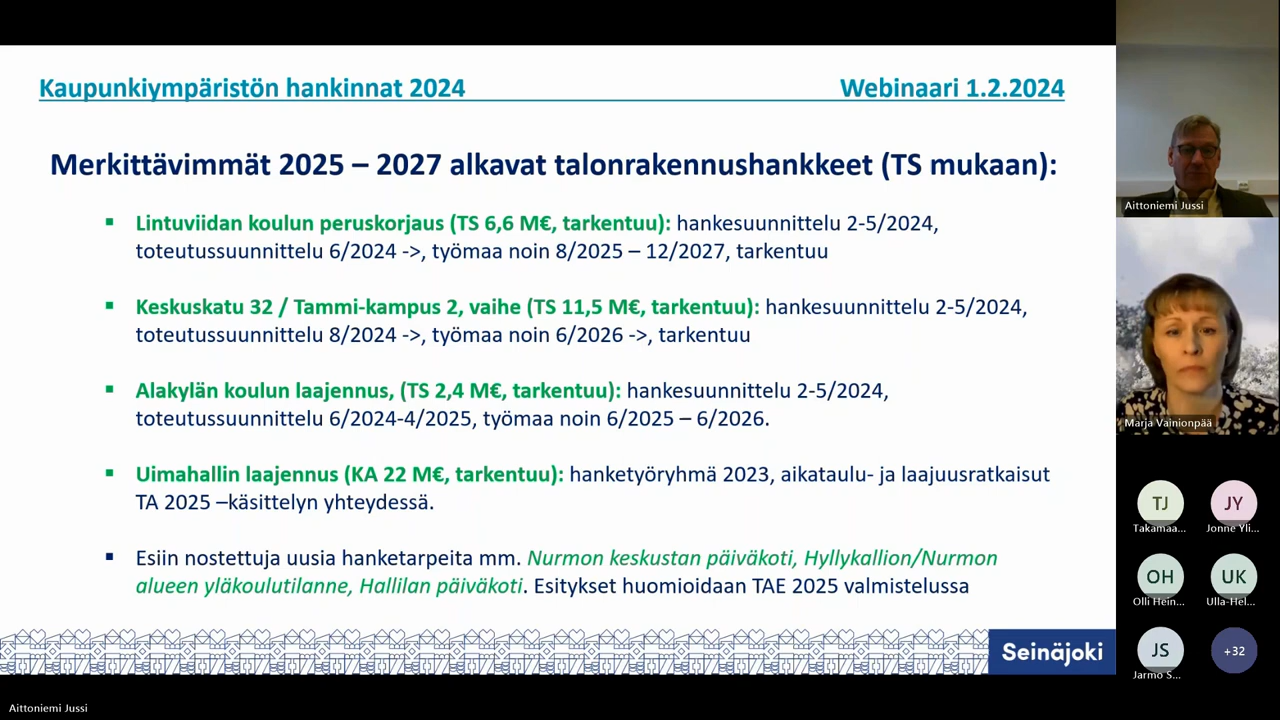 Kaupunkiympäristön hankinnat 2024
Webinaari 1.2.2024
Merkittävimmät 2025 – 2027 alkavat talonrakennushankkeet (TS mukaan):
▪ Lintuviidan koulun peruskorjaus (TS 6,6 M€, tarkentuu): hankesuunnittelu 2-5/2024,
toteutussuunnittelu 6/2024 ->, työmaa noin 8/2025 – 12/2027, tarkentuu
▪ Keskuskatu 32 / Tammi-kampus 2, vaihe (TS 11,5 M€, tarkentuu): hankesuunnittelu 2-5/2024,
toteutussuunnittelu 8/2024 ->, työmaa noin 6/2026 ->, tarkentuu
▪ Alakylän koulun laajennus, (TS 2,4 M€, tarkentuu): hankesuunnittelu 2-5/2024,
toteutussuunnittelu 6/2024-4/2025, työmaa noin 6/2025 – 6/2026.
▪ Uimahallin laajennus (KA 22 M€, tarkentuu): hanketyöryhmä 2023, aikataulu- ja laajuusratkaisut
TA 2025 –käsittelyn yhteydessä.
▪ Esiin nostettuja uusia hanketarpeita mm. Nurmon keskustan päiväkoti, Hyllykallion/Nurmon
alueen yläkoulutilanne, Hallilan päiväkoti. Esitykset huomioidaan TAE 2025 valmistelussa
Seinäjoki
Aittoniemi Jussi
Marja Vainionpää
TJ
Takamaa...
JY
Jonne Yli...
OH
Olli Hein...
UK
Ulla-Hel...
JS
Jarmo S...
+32
Aittoniemi Jussi